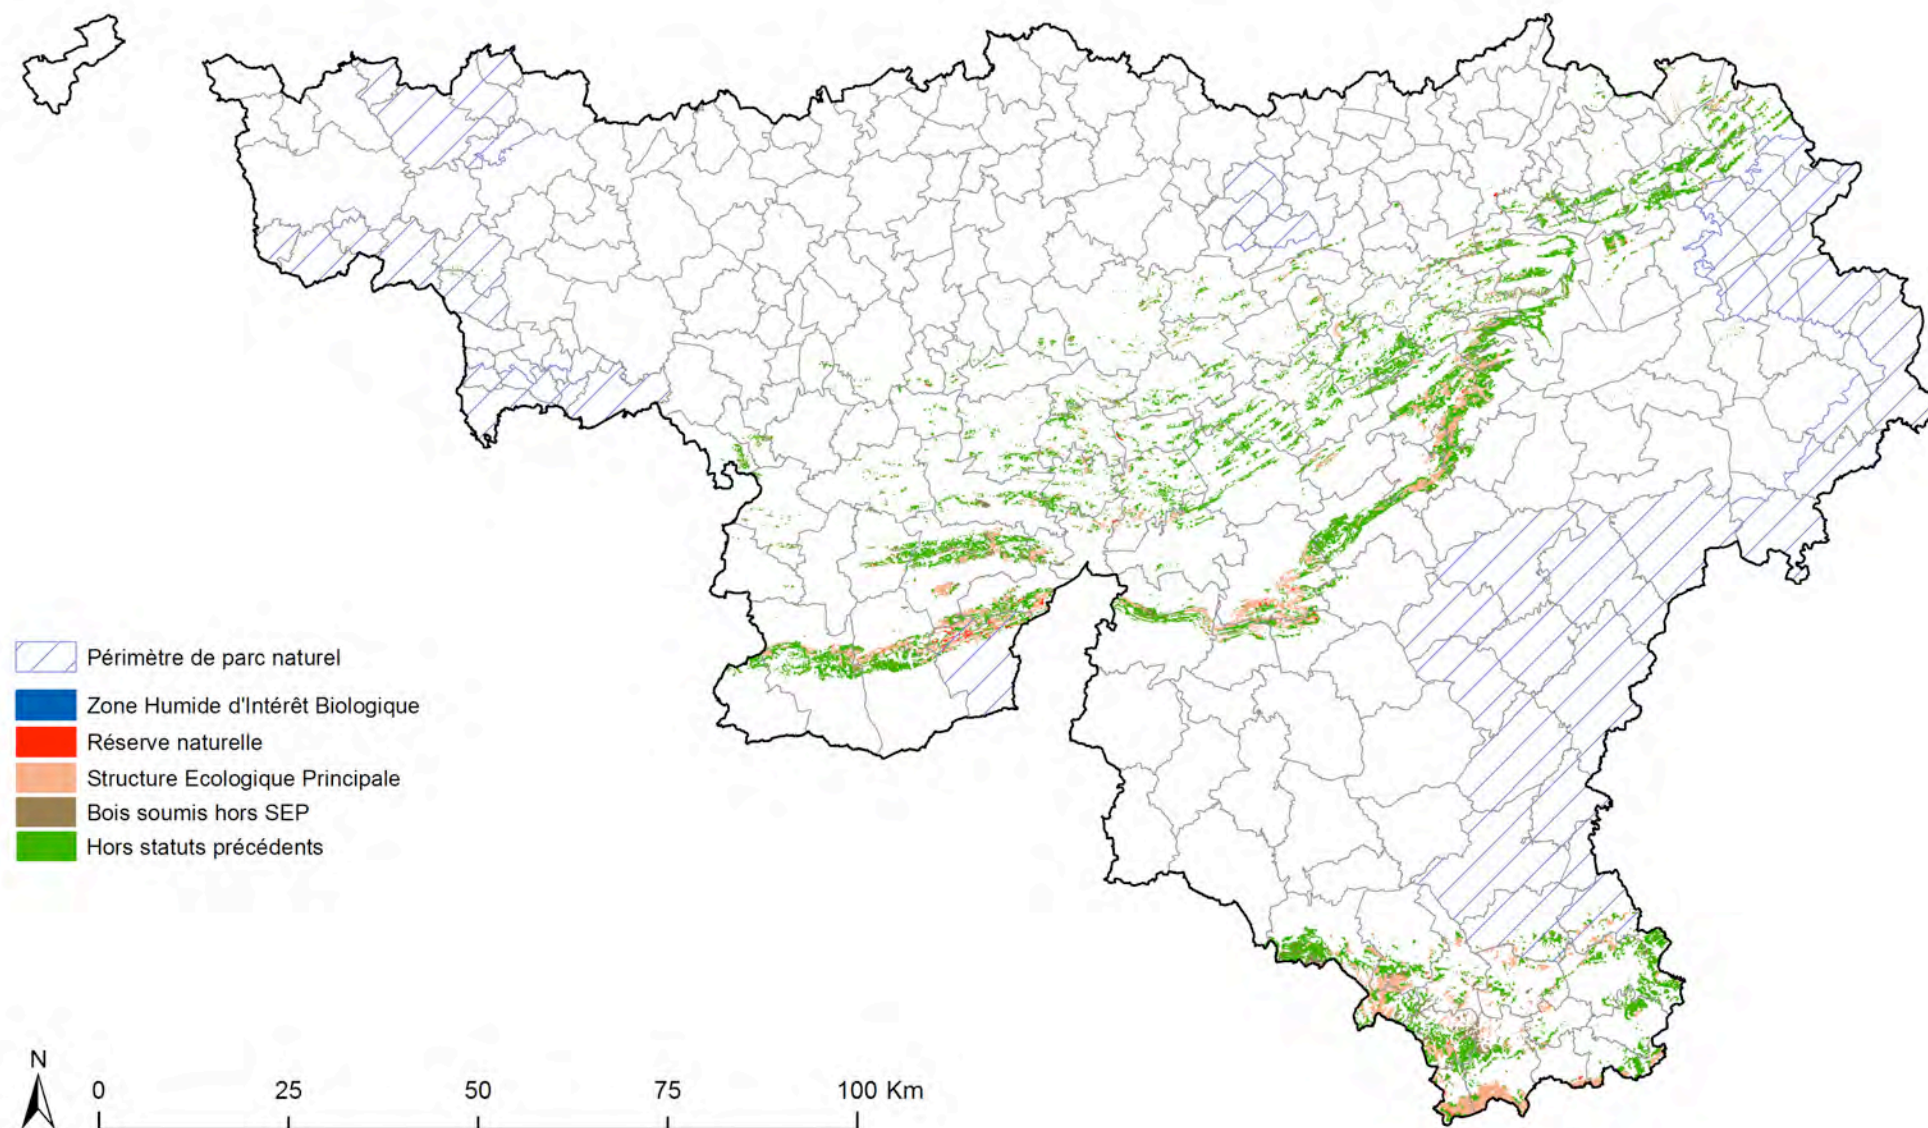 Périmètre de parc naturel
Zone Humide d'Intérêt Biologique
Réserve naturelle
Structure Ecologique Principale
Bois soumis hors SEP
Hors statuts précédents
N
0 25 50 75 100 Km